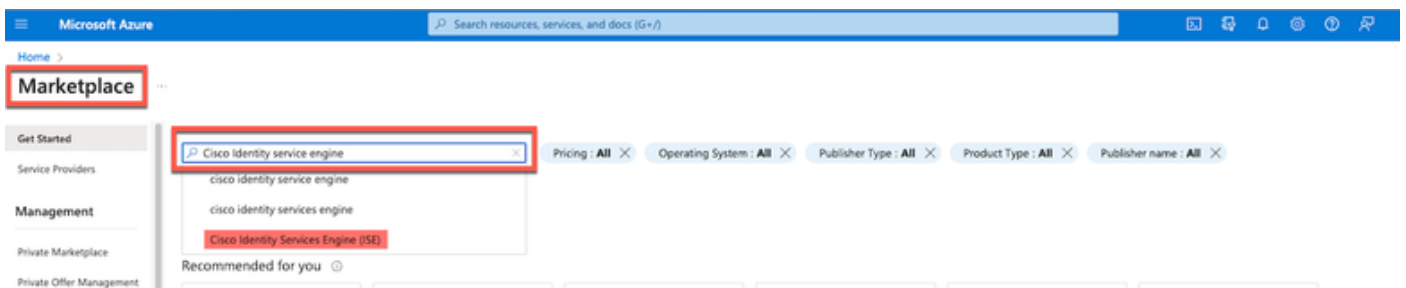 Microsoft Azure
Search resources, services, and docs (G+/)
Home >
Marketplace ...
Get Started
Service Providers
Management
Private Marketplace
Private Offer Management
Cisco Identity service engine
Pricing : All
Operating System : All
Publisher Type : All
Product Type : All
Publisher name : All
cisco identity service engine
cisco identity services engine
Cisco Identity Services Engine (ISE)
Recommended for you